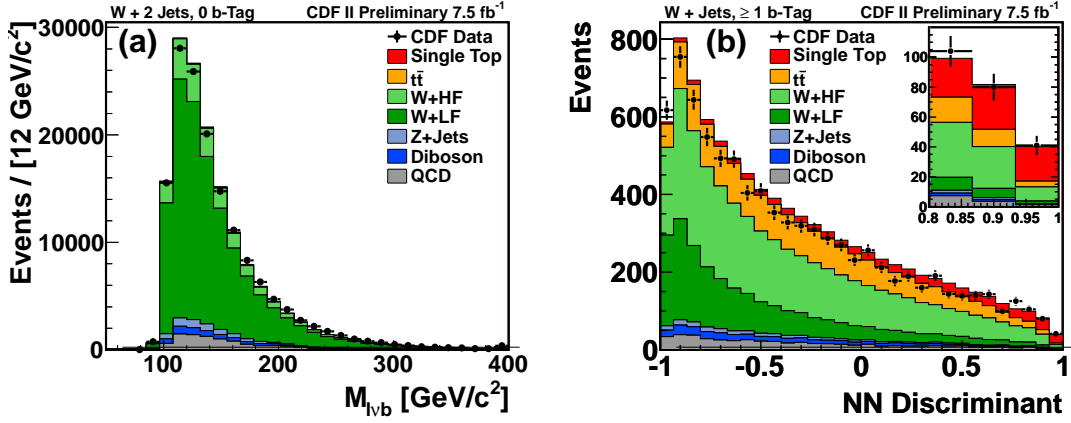 W + 2 Jets, 0 b-Tag CDF II Preliminary 7.5 fb⁻¹
(a)
CDF Data
Single Top
tt̄
W+HF
W+LF
Z+Jets
Diboson
QCD
Events / [12 GeV/c²]
30000
20000
10000
0
100 200 300 400
M_lνb [GeV/c²]
W + Jets, ≥ 1 b-Tag CDF II Preliminary 7.5 fb⁻¹
(b)
CDF Data
Single Top
tt̄
W+HF
W+LF
Z+Jets
Diboson
QCD
Events
800
600
400
200
0
-1 -0.5 0 0.5 1
NN Discriminant
100
80
60
40
20
0
0.8 0.85 0.9 0.95 1